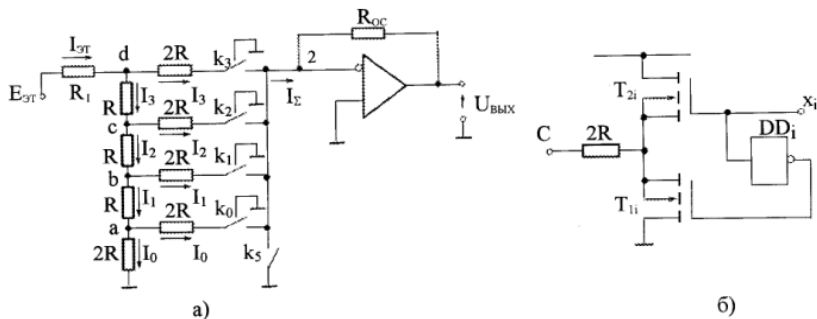 Iэт
d
2R
k₃
Rос
2
Eэт
R₁
I₃
I₃
IΣ
Uвых
R
c
2R
k₂
R
I₂
I₂
b
2R
k₁
R
I₁
I₁
a
2R
k₀
2R
I₀
I₀
k₅
а)
T₂ᵢ
xᵢ
C
2R
DDᵢ
T₁ᵢ
б)